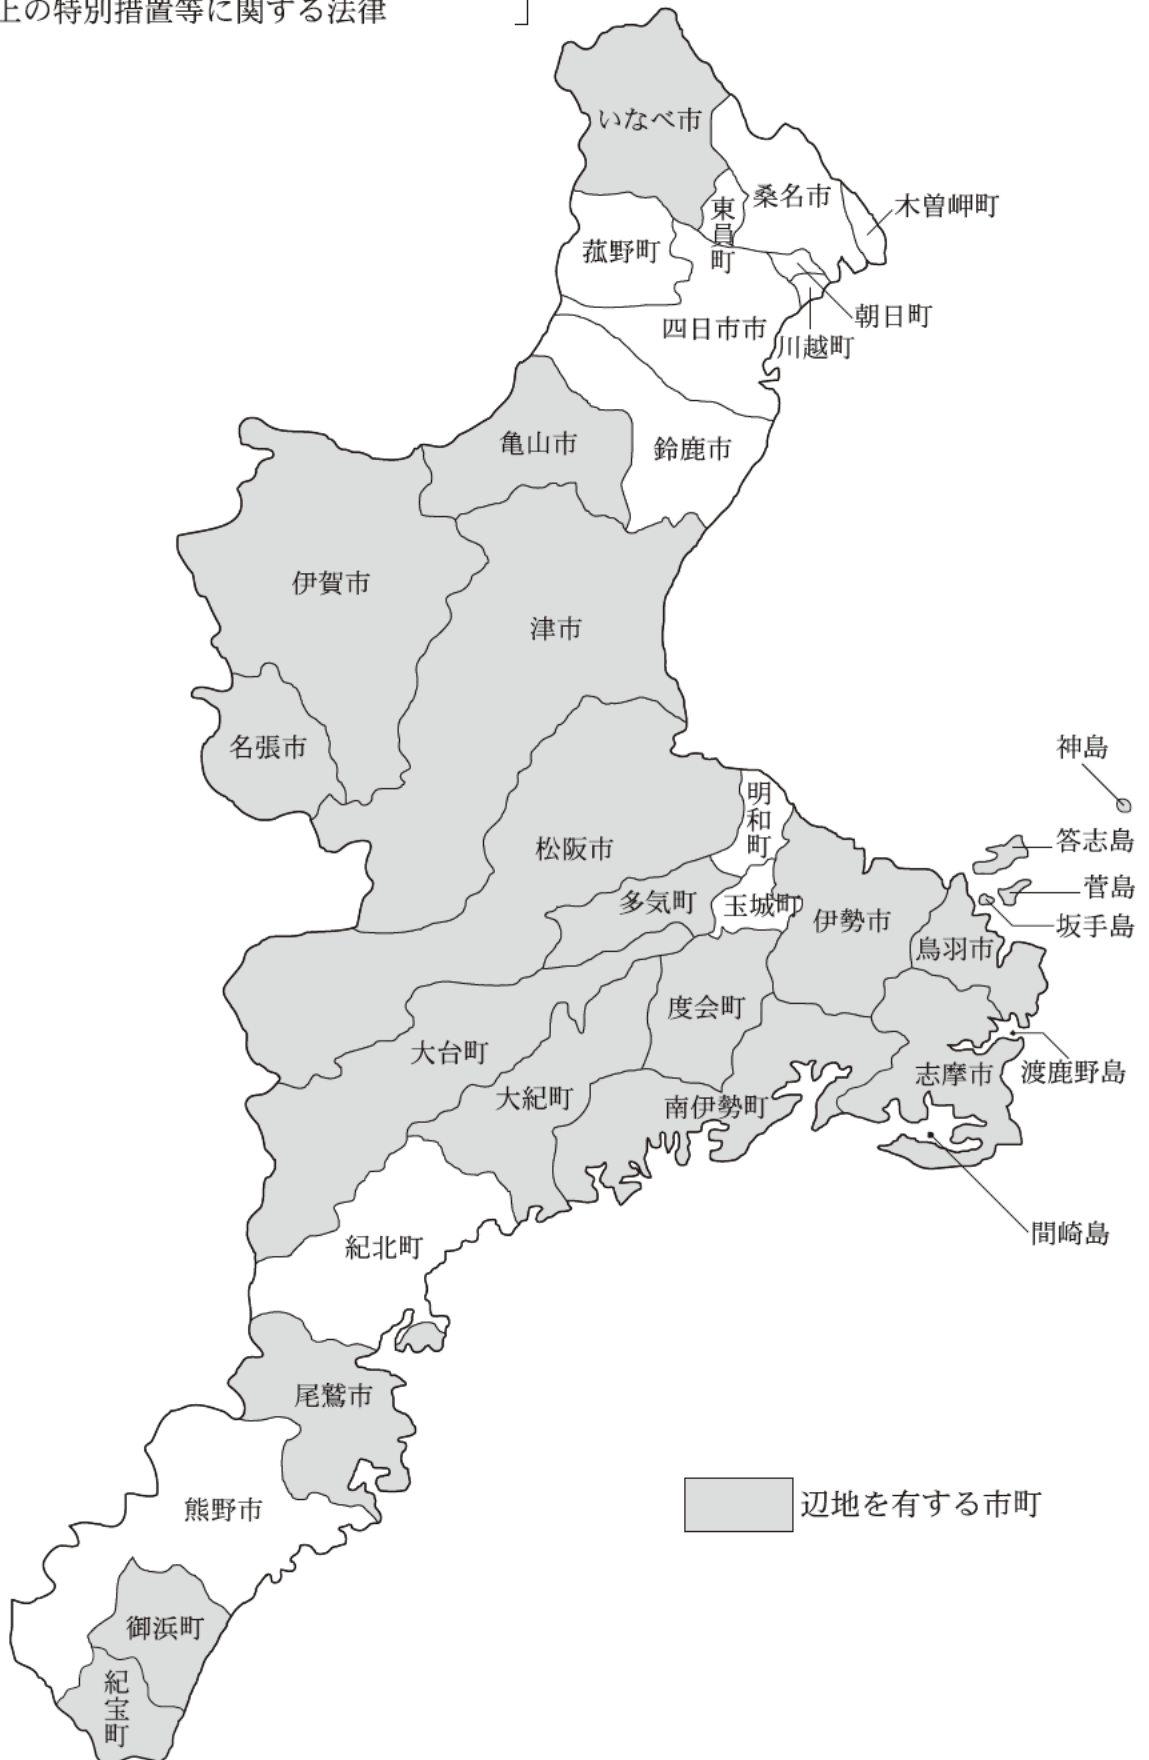 上の特別措置等に関する法律
いなべ市
桑名市
東員町
木曽岬町
菰野町
朝日町
四日市市
川越町
亀山市
鈴鹿市
伊賀市
津市
名張市
神島
明和町
答志島
松阪市
菅島
多気町
玉城町
伊勢市
坂手島
鳥羽市
度会町
大台町
志摩市
渡鹿野島
大紀町
南伊勢町
間崎島
紀北町
尾鷲市
辺地を有する市町
熊野市
御浜町
紀宝町